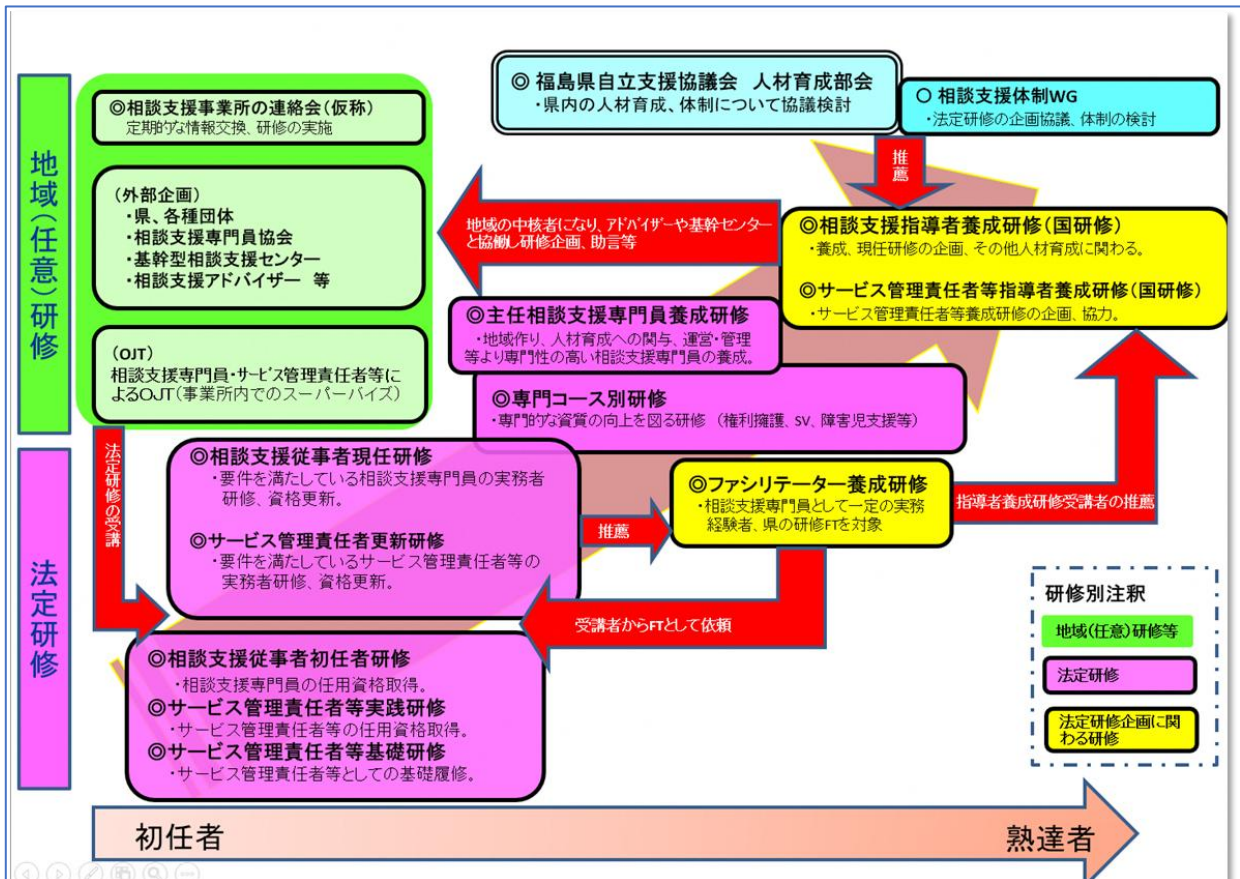 地域(任意)研修
◎相談支援事業所の連絡会(仮称)
定期的な情報交換、研修の実施
(外部企画)
・県、各種団体
・相談支援専門員協会
・基幹型相談支援センター
・相談支援アドバイザー 等
(OJT)
相談支援専門員・サービス管理責任者等に
よるOJT(事業所内でのスーパーバイズ)
◎ 福島県自立支援協議会 人材育成部会
・県内の人材育成、体制について協議検討
〇 相談支援体制WG
・法定研修の企画協議、体制の検討
推薦
地域の中核者になり、アドバイザーや基幹センター
と協働し研修企画、助言等
◎相談支援指導者養成研修(国研修)
・養成、現任研修の企画、その他人材育成に関わる。
◎サービス管理責任者等指導者養成研修(国研修)
・サービス管理責任者等養成研修の企画、協力。
◎主任相談支援専門員養成研修
・地域作り、人材育成への関与、運営・管理
等より専門性の高い相談支援専門員の養成。
◎専門コース別研修
・専門的な資質の向上を図る研修 (権利擁護、SV、障害児支援等)
法定研修
法定研修の受講
◎相談支援従事者現任研修
・要件を満たしている相談支援専門員の実務者
研修、資格更新。
◎サービス管理責任者更新研修
・要件を満たしているサービス管理責任者等の
実務者研修、資格更新。
推薦
◎ファシリテーター養成研修
・相談支援専門員として一定の実務
経験者、県の研修FTを対象
指導者養成研修受講者の推薦
受講者からFTとして依頼
◎相談支援従事者初任者研修
・相談支援専門員の任用資格取得。
◎サービス管理責任者等実践研修
・サービス管理責任者等の任用資格取得。
◎サービス管理責任者等基礎研修
・サービス管理責任者等としての基礎履修。
研修別注釈
地域(任意)研修等
法定研修
法定研修企画に関
わる研修
初任者
熟達者